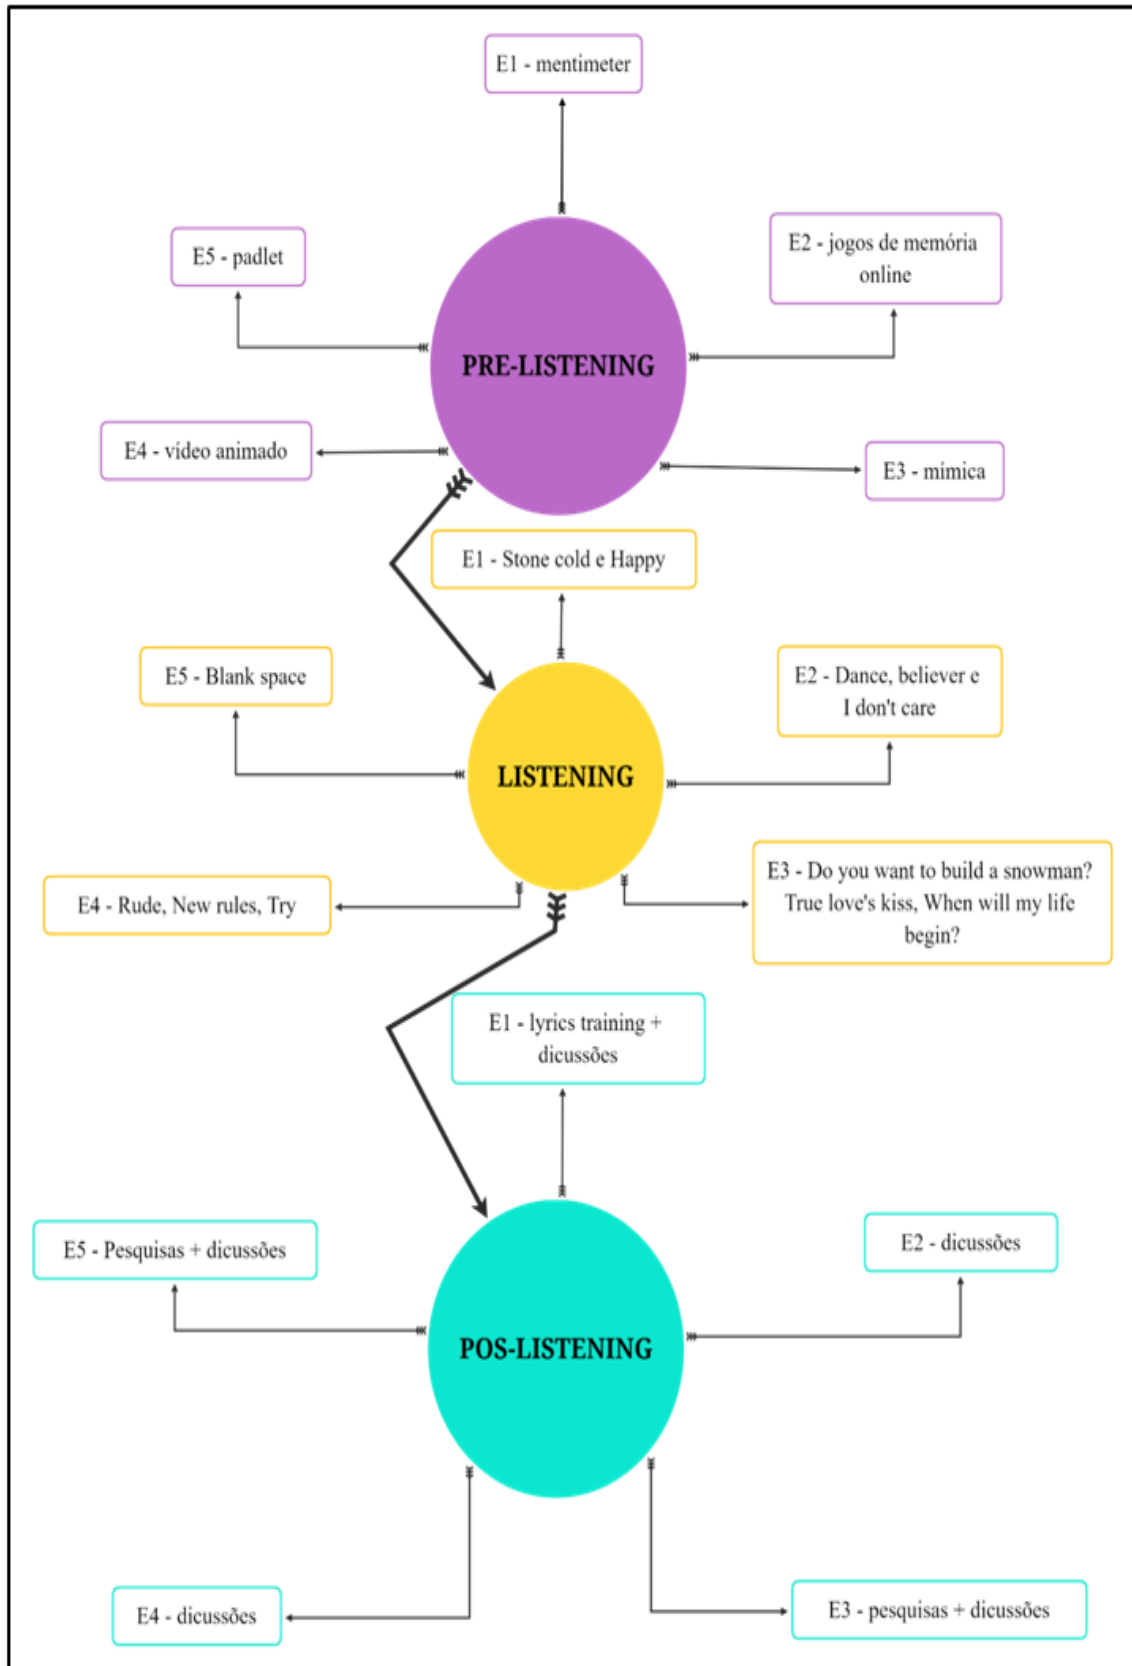 E1 - mentimeter
E5 - padlet
E2 - jogos de memória
online
PRE-LISTENING
E4 - vídeo animado
E3 - mímica
E1 - Stone cold e Happy
E5 - Blank space
E2 - Dance, believer e
I don't care
LISTENING
E4 - Rude, New rules, Try
E3 - Do you want to build a snowman?
True love's kiss, When will my life
begin?
E1 - lyrics training +
dicussões
E5 - Pesquisas + dicussões
E2 - dicussões
POS-LISTENING
E4 - dicussões
E3 - pesquisas + dicussões